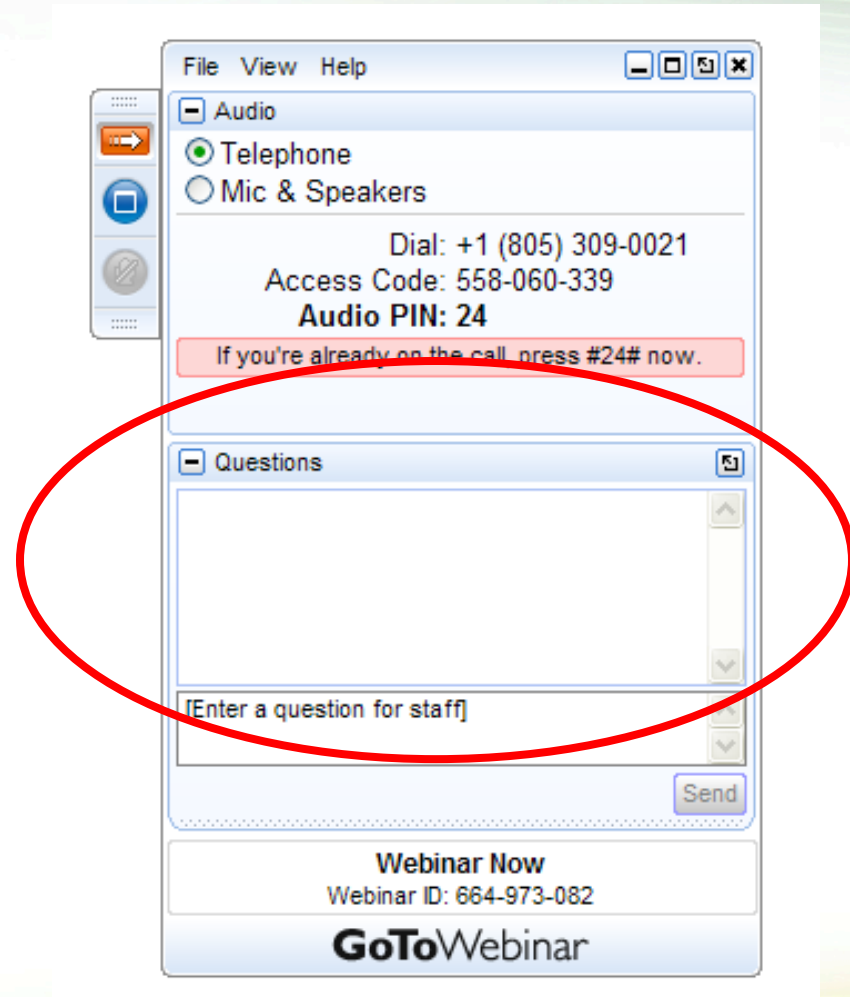 File View Help
Audio
Telephone
Mic & Speakers
Dial: +1 (805) 309-0021
Access Code: 558-060-339
Audio PIN: 24
If you're already on the call, press #24# now.
Questions
[Enter a question for staff]
Send
Webinar Now
Webinar ID: 664-973-082
GoToWebinar